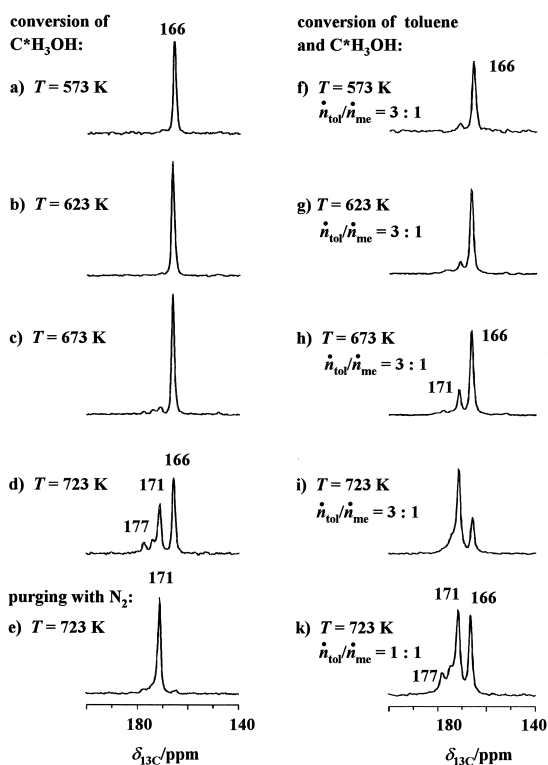 conversion of
C*H₃OH:
166
a) T = 573 K
b) T = 623 K
c) T = 673 K
166
d) T = 723 K
171
177
171
purging with N₂:
e) T = 723 K
180
140
δ₁₃C/ppm
conversion of toluene
and C*H₃OH:
166
f) T = 573 K
ṅtol/ṅme = 3 : 1
g) T = 623 K
ṅtol/ṅme = 3 : 1
h) T = 673 K
166
ṅtol/ṅme = 3 : 1
171
i) T = 723 K
ṅtol/ṅme = 3 : 1
171
166
k) T = 723 K
ṅtol/ṅme = 1 : 1
177
180
140
δ₁₃C/ppm